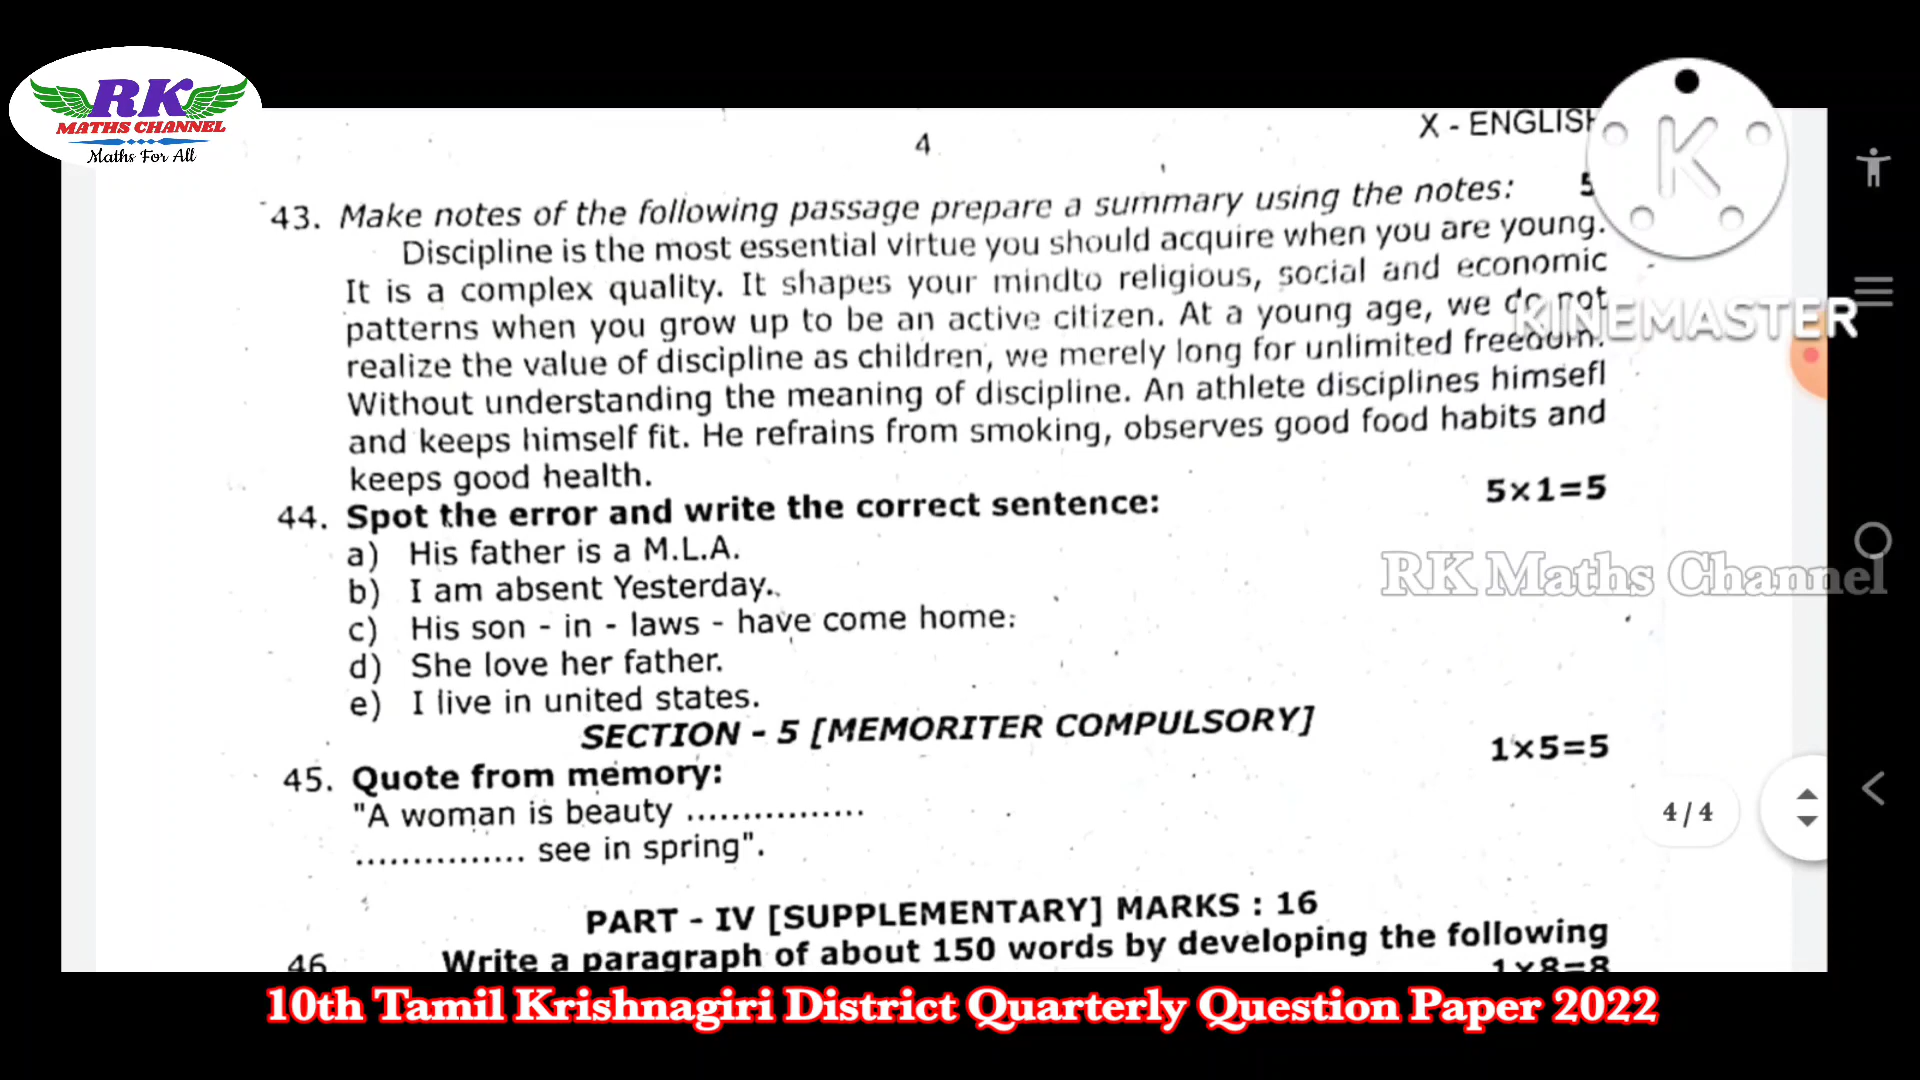 RK
MATHS CHANNEL
Maths For All
4
X - ENGLISH
K
43. Make notes of the following passage prepare a summary using the notes: 5
Discipline is the most essential virtue you should acquire when you are young.
It is a complex quality. It shapes your mindto religious, social and economic
patterns when you grow up to be an active citizen. At a young age, we do not
KINEMASTER
realize the value of discipline as children, we merely long for unlimited freedom.
Without understanding the meaning of discipline. An athlete disciplines himsefl
and keeps himself fit. He refrains from smoking, observes good food habits and
keeps good health.
44. Spot the error and write the correct sentence: 5×1=5
a) His father is a M.L.A.
b) I am absent Yesterday.
RK Maths Channel
c) His son - in - laws - have come home.
d) She love her father.
e) I live in united states.
SECTION - 5 [MEMORITER COMPULSORY]
45. Quote from memory: 1×5=5
"A woman is beauty ................
............... see in spring".
4 / 4
PART - IV [SUPPLEMENTARY] MARKS : 16
46 Write a paragraph of about 150 words by developing the following
1×8=8
10th Tamil Krishnagiri District Quarterly Question Paper 2022